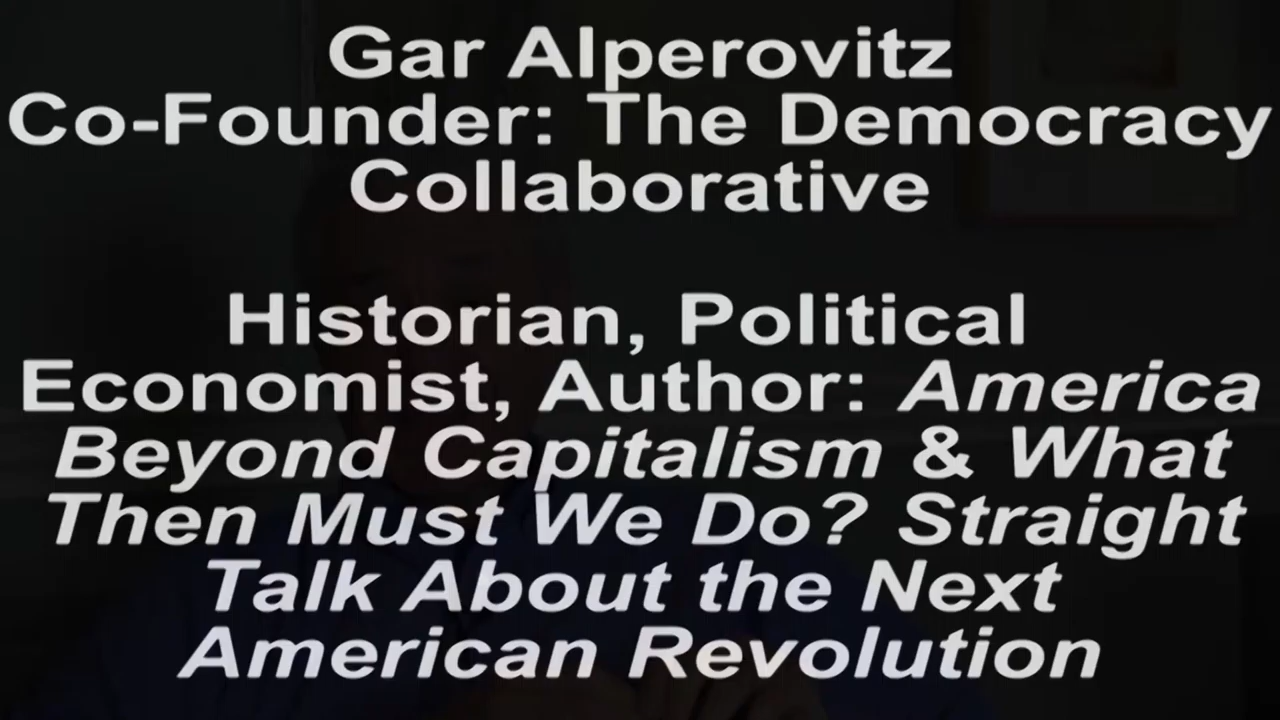 Gar Alperovitz
Co-Founder: The Democracy
Collaborative
Historian, Political
Economist, Author: America
Beyond Capitalism & What
Then Must We Do? Straight
Talk About the Next
American Revolution